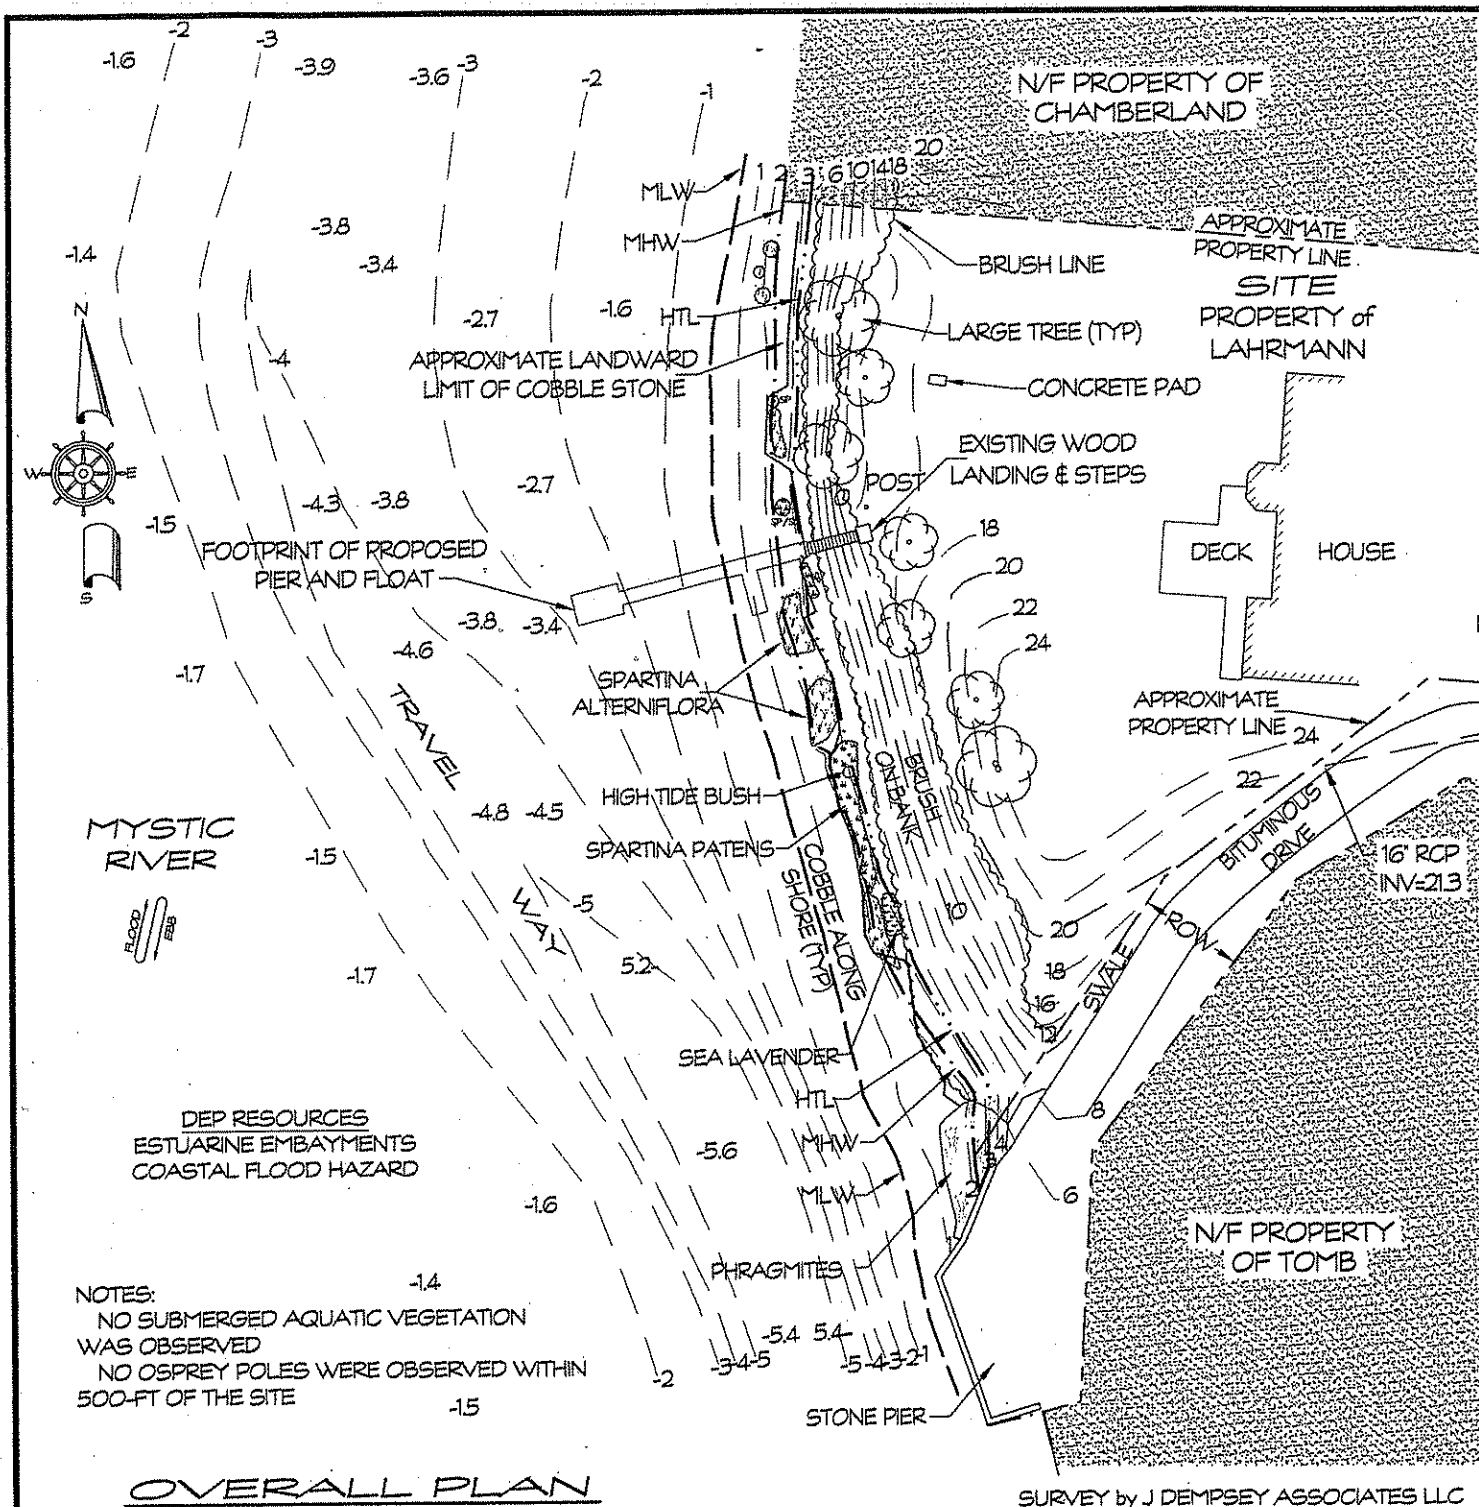 -2
-3
-1.6
-3.9
-3.6
-3
-2
-1
N/F PROPERTY OF
CHAMBERLAND
20
1 2 3 6 10 14 18
MLW
MHW
APPROXIMATE
PROPERTY LINE
-3.8
-1.4
-3.4
BRUSH LINE
SITE
PROPERTY of
LAHRMANN
N
HTL
-2.7
-1.6
LARGE TREE (TYP)
-4
APPROXIMATE LANDWARD
LIMIT OF COBBLE STONE
CONCRETE PAD
EXISTING WOOD
LANDING & STEPS
W
E
POST
-2.7
-4.3
-3.8
-1.5
SP/S
18
FOOTPRINT OF PROPOSED
PIER AND FLOAT
DECK
HOUSE
S
20
22
-3.8
-3.4
24
-4.6
-1.7
SPARTINA
ALTERNIFLORA
TRAVEL
WAY
APPROXIMATE
PROPERTY LINE
24
22
HIGH TIDE BUSH
BRUSH
ON BANK
-4.8
-4.5
MYSTIC
RIVER
SPARTINA PATENS
COBBLE ALONG
SHORE (TYP)
BITUMINOUS
DRIVE
16" RCP
INV=21.3
-1.5
FLOOD
EBB
-5
10
5.2
20
ROW
SWALE
-1.7
18
16
12
SEA LAVENDER
HTL
8
DEP RESOURCES
ESTUARINE EMBAYMENTS
COASTAL FLOOD HAZARD
MHW
4
-5.6
3
2
MLW
6
-1.6
N/F PROPERTY
OF TOMB
PHRAGMITES
-1.4
NOTES:
NO SUBMERGED AQUATIC VEGETATION
WAS OBSERVED
NO OSPREY POLES WERE OBSERVED WITHIN
500-FT OF THE SITE
-5.4
5.4
-2
-3-4-5
-5-4-3-2-1
-1.5
STONE PIER
OVERALL PLAN
SURVEY by J DEMPSEY ASSOCIATES LLC